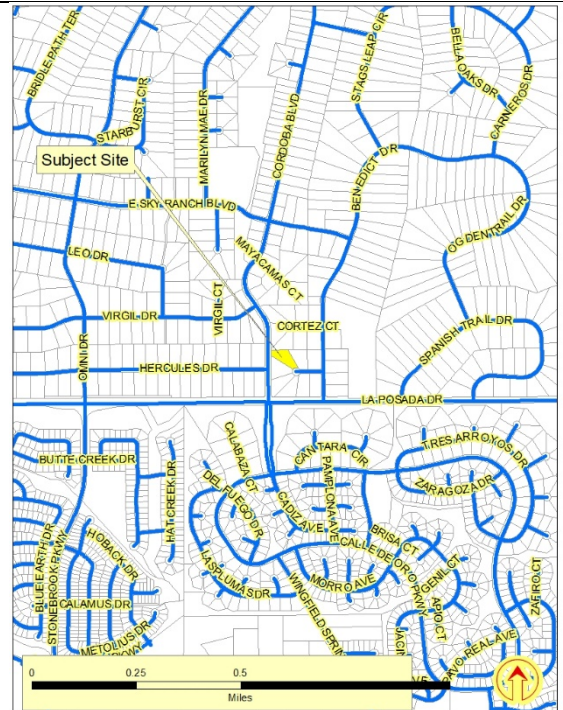 BRIDLE PATH TER
STAGS LEAP CIR
BELLA OAKS DR
CARNEROS DR
STARBURST CIR
MARILYN MAE DR
CORDOBA BLVD
Subject Site
BENEDICT DR
E SKY RANCH BLVD
OGDEN TRAIL DR
LEO DR
MAYACAMAS CT
VIRGIL DR
VIRGIL CT
CORTEZ CT
SPANISH TRAIL DR
OMNI DR
HERCULES DR
LA POSADA DR
CALABAZA CT
CANTARA CIR
TRES ARROYOS DR
BUTTE CREEK DR
HAT CREEK DR
DEL FUEGO DR
CADIZ AVE
PAMPLONA AVE
ZARAGOZA DR
BLUE EARTH DR
STONEBROOK PKWY
HOBACK DR
CALLE DE ORO PKWY
BRISA CT
LAS PLUMAS DR
MORRO AVE
GENIL CT
CALAMUS DR
WINGFIELD SPRIN
APIO CT
ZAFIRO CT
METOLIUS DR
KWY
JACIN
PAVO REAL AVE
0 0.25 0.5
Miles